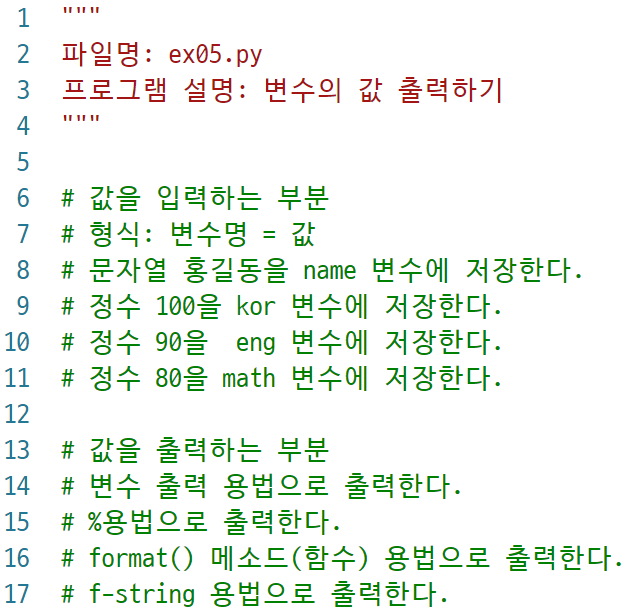 1 """
2 파일명: ex05.py
3 프로그램 설명: 변수의 값 출력하기
4 """
5
6 # 값을 입력하는 부분
7 # 형식: 변수명 = 값
8 # 문자열 홍길동을 name 변수에 저장한다.
9 # 정수 100을 kor 변수에 저장한다.
10 # 정수 90을  eng 변수에 저장한다.
11 # 정수 80을 math 변수에 저장한다.
12
13 # 값을 출력하는 부분
14 # 변수 출력 용법으로 출력한다.
15 # %용법으로 출력한다.
16 # format() 메소드(함수) 용법으로 출력한다.
17 # f-string 용법으로 출력한다.